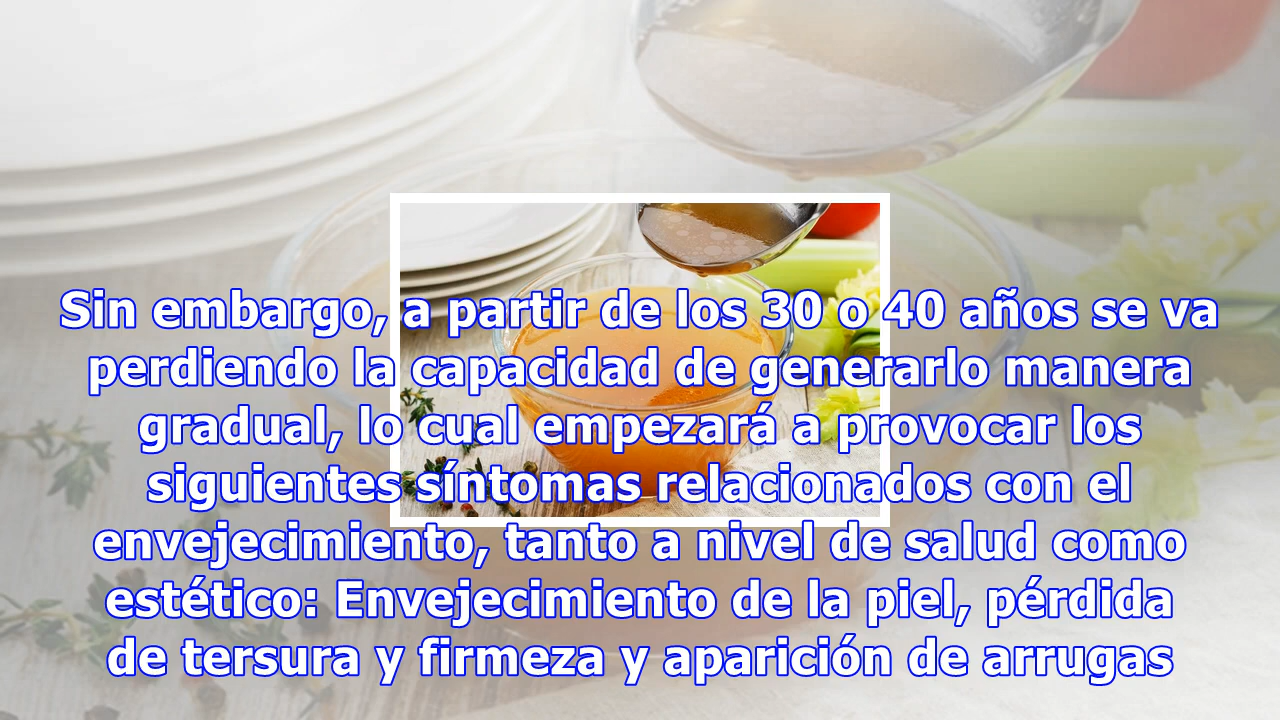 Sin embargo, a partir de los 30 o 40 años se va
perdiendo la capacidad de generarlo manera
gradual, lo cual empezará a provocar los
siguientes síntomas relacionados con el
envejecimiento, tanto a nivel de salud como
estético: Envejecimiento de la piel, pérdida
de tersura y firmeza y aparición de arrugas